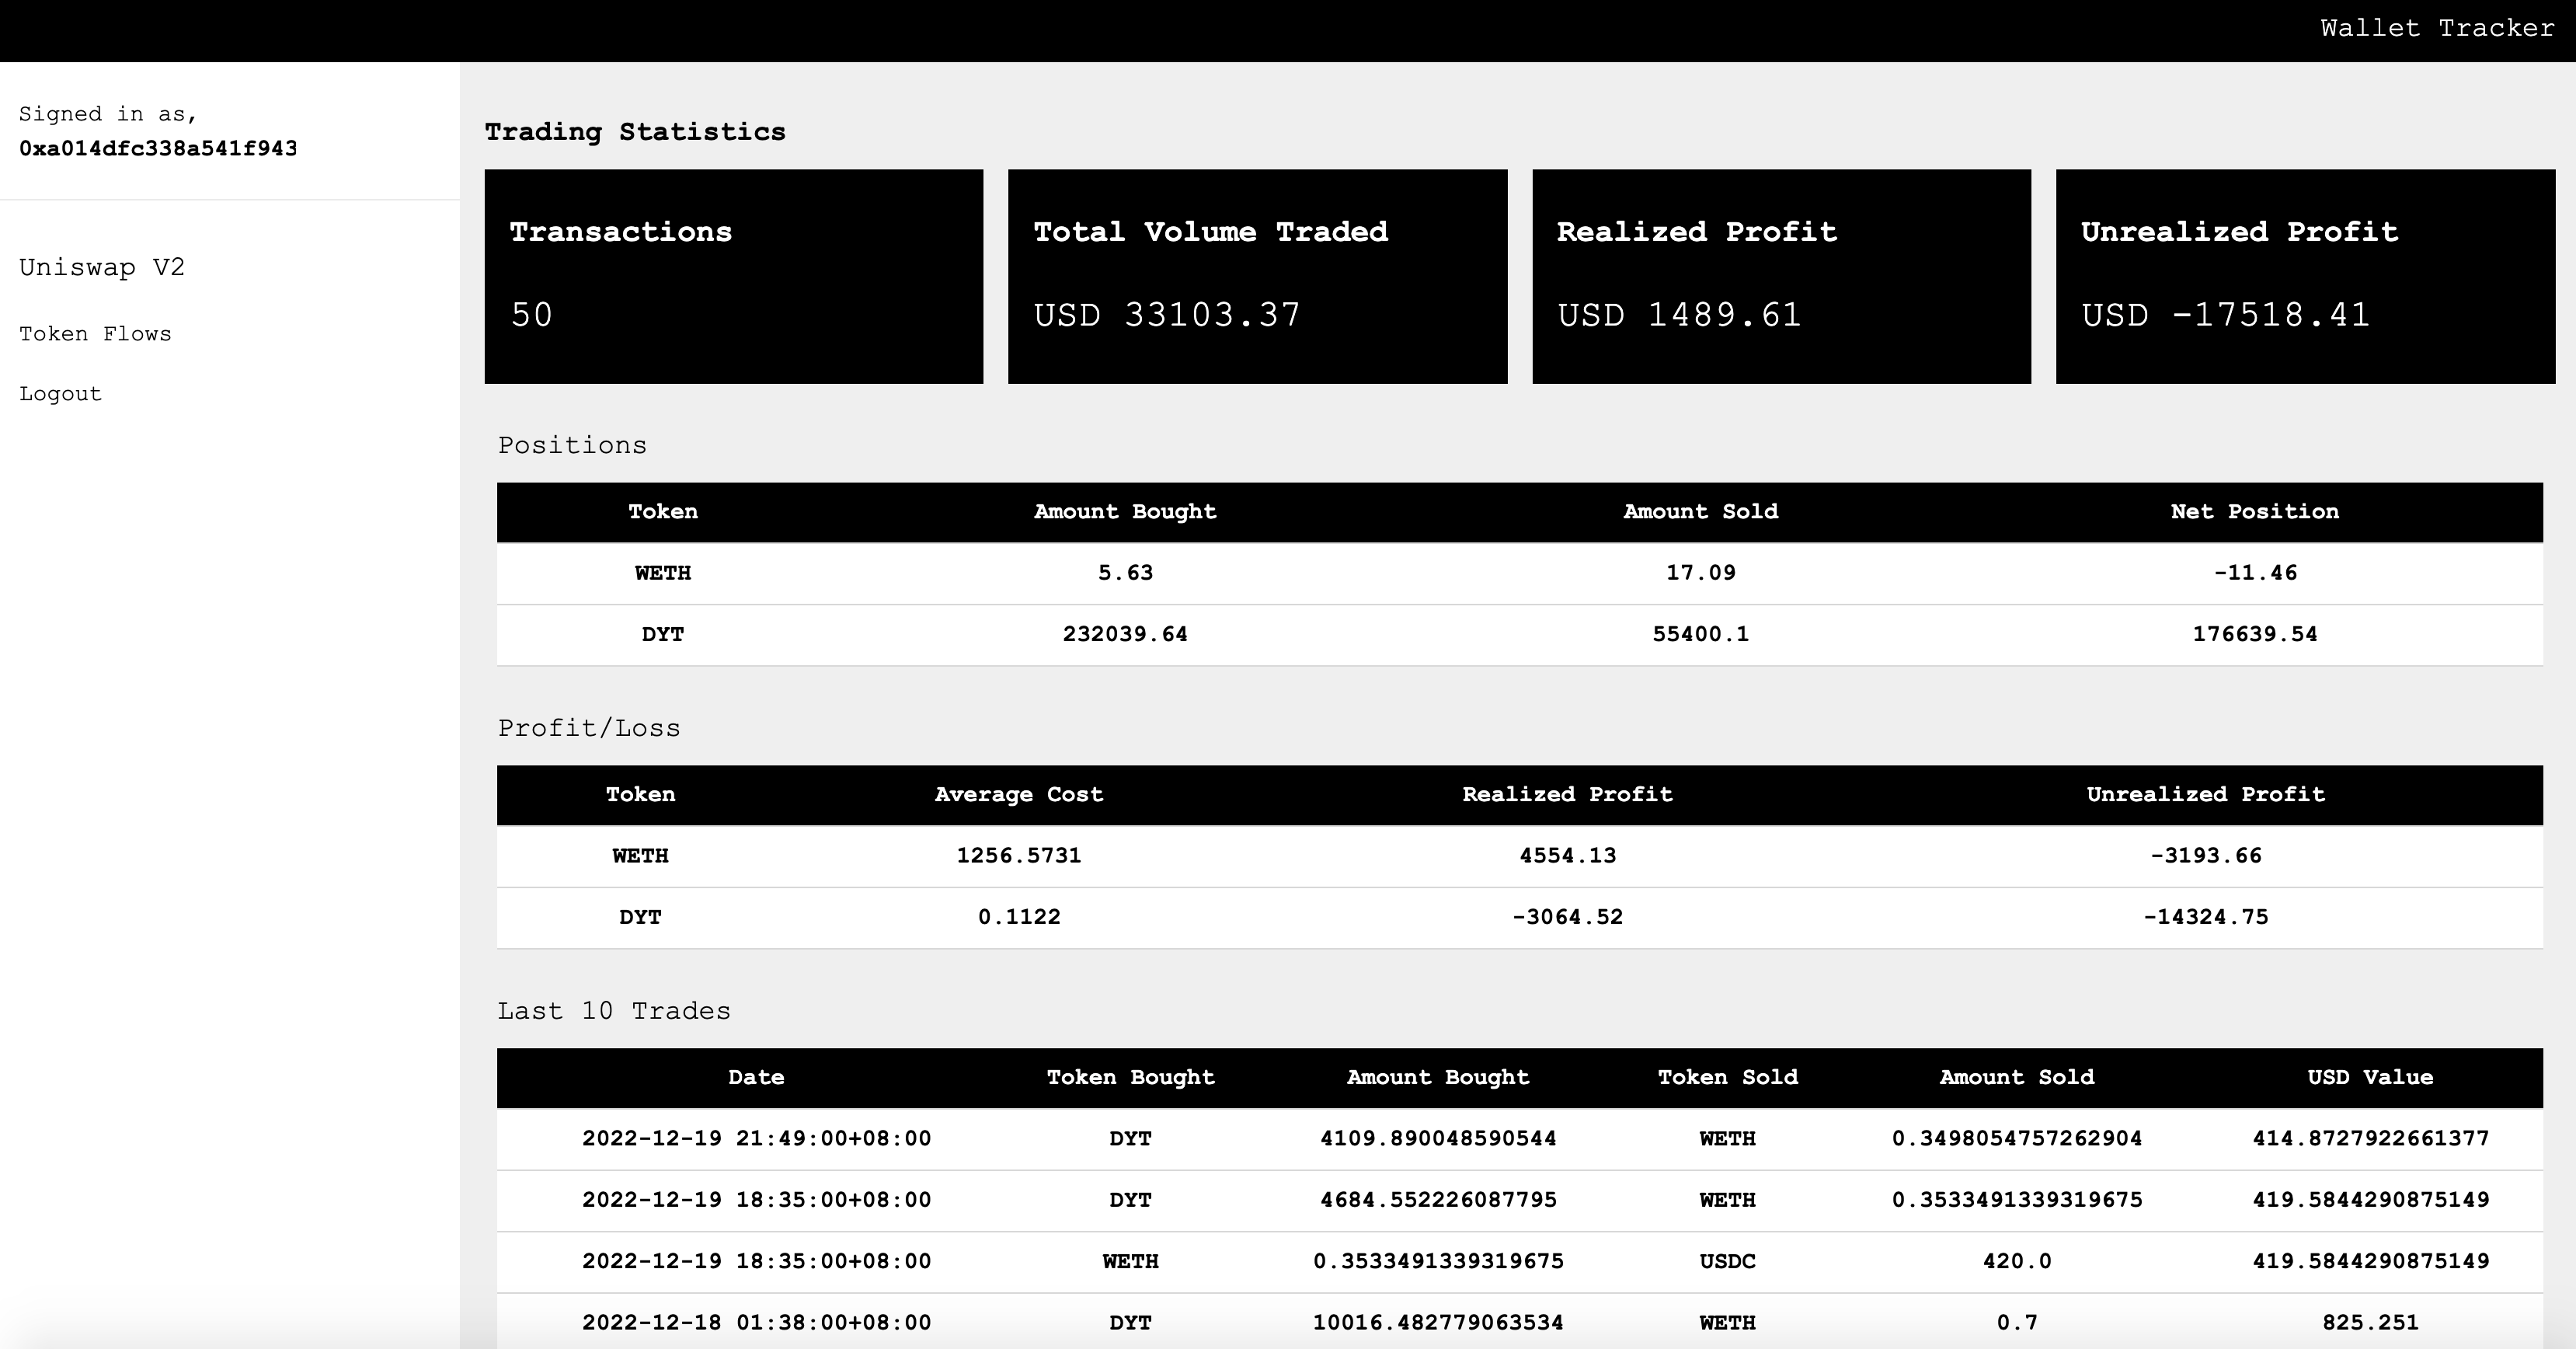 Wallet Tracker
Signed in as,
0xa014dfc338a541f943
Uniswap V2
Token Flows
Logout
Trading Statistics
Transactions
50
Total Volume Traded
USD 33103.37
Realized Profit
USD 1489.61
Unrealized Profit
USD -17518.41
Positions
Token Amount Bought Amount Sold Net Position
WETH 5.63 17.09 -11.46
DYT 232039.64 55400.1 176639.54
Profit/Loss
Token Average Cost Realized Profit Unrealized Profit
WETH 1256.5731 4554.13 -3193.66
DYT 0.1122 -3064.52 -14324.75
Last 10 Trades
Date Token Bought Amount Bought Token Sold Amount Sold USD Value
2022-12-19 21:49:00+08:00 DYT 4109.890048590544 WETH 0.3498054757262904 414.8727922661377
2022-12-19 18:35:00+08:00 DYT 4684.552226087795 WETH 0.3533491339319675 419.5844290875149
2022-12-19 18:35:00+08:00 WETH 0.3533491339319675 USDC 420.0 419.5844290875149
2022-12-18 01:38:00+08:00 DYT 10016.482779063534 WETH 0.7 825.251